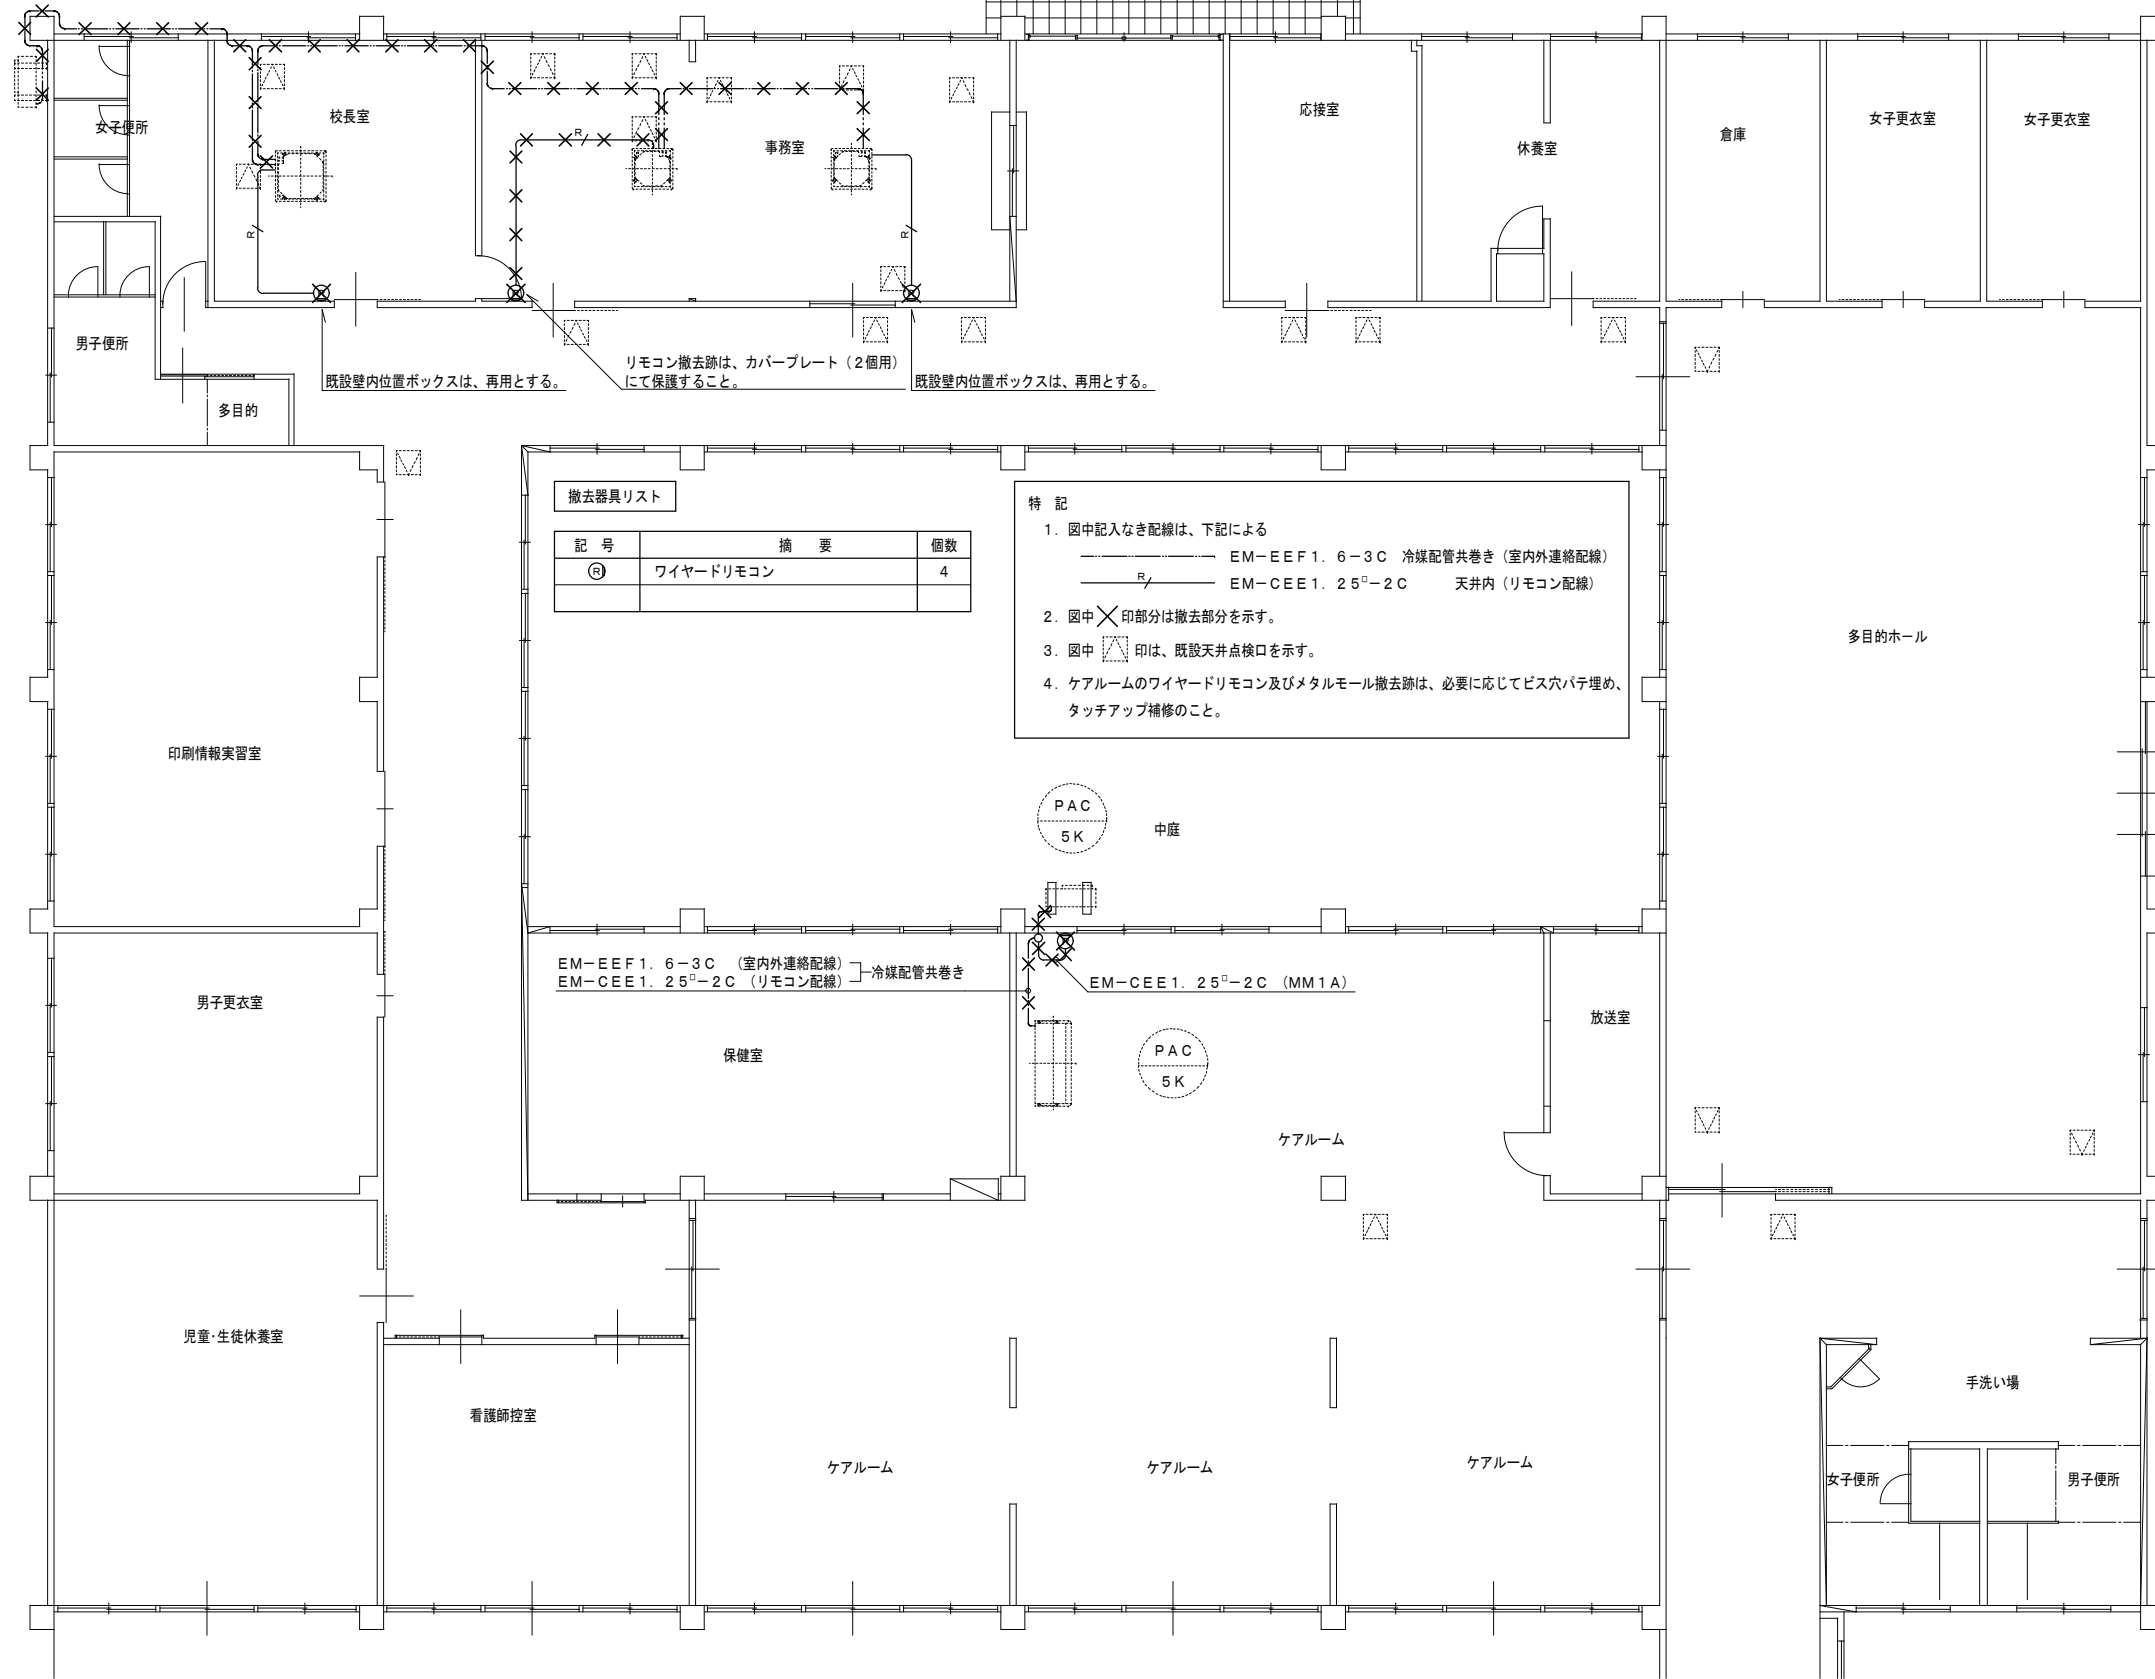 女子便所
校長室
事務室
応接室
休養室
倉庫
女子更衣室
女子更衣室
R
R
R
男子便所
多目的
既設壁内位置ボックスは、再用とする。
リモコン撤去跡は、カバープレート(2個用)
にて保護すること。
既設壁内位置ボックスは、再用とする。
撤去器具リスト
記 号 摘 要 個数
R ワイヤードリモコン 4
特 記
1. 図中記入なき配線は、下記による
EM-EEF1.6-3C 冷媒配管共巻き(室内外連絡配線)
R EM-CEE1.25□-2C 天井内(リモコン配線)
2. 図中 印部分は撤去部分を示す。
3. 図中 印は、既設天井点検口を示す。
4. ケアルームのワイヤードリモコン及びメタルモール撤去跡は、必要に応じてビス穴パテ埋め、
タッチアップ補修のこと。
多目的ホール
印刷情報実習室
PAC
5K
中庭
EM-EEF1.6-3C (室内外連絡配線)
EM-CEE1.25□-2C (リモコン配線)
冷媒配管共巻き
EM-CEE1.25□-2C (MM1A)
男子更衣室
保健室
PAC
5K
放送室
ケアルーム
児童・生徒休養室
看護師控室
ケアルーム
ケアルーム
ケアルーム
手洗い場
女子便所
男子便所